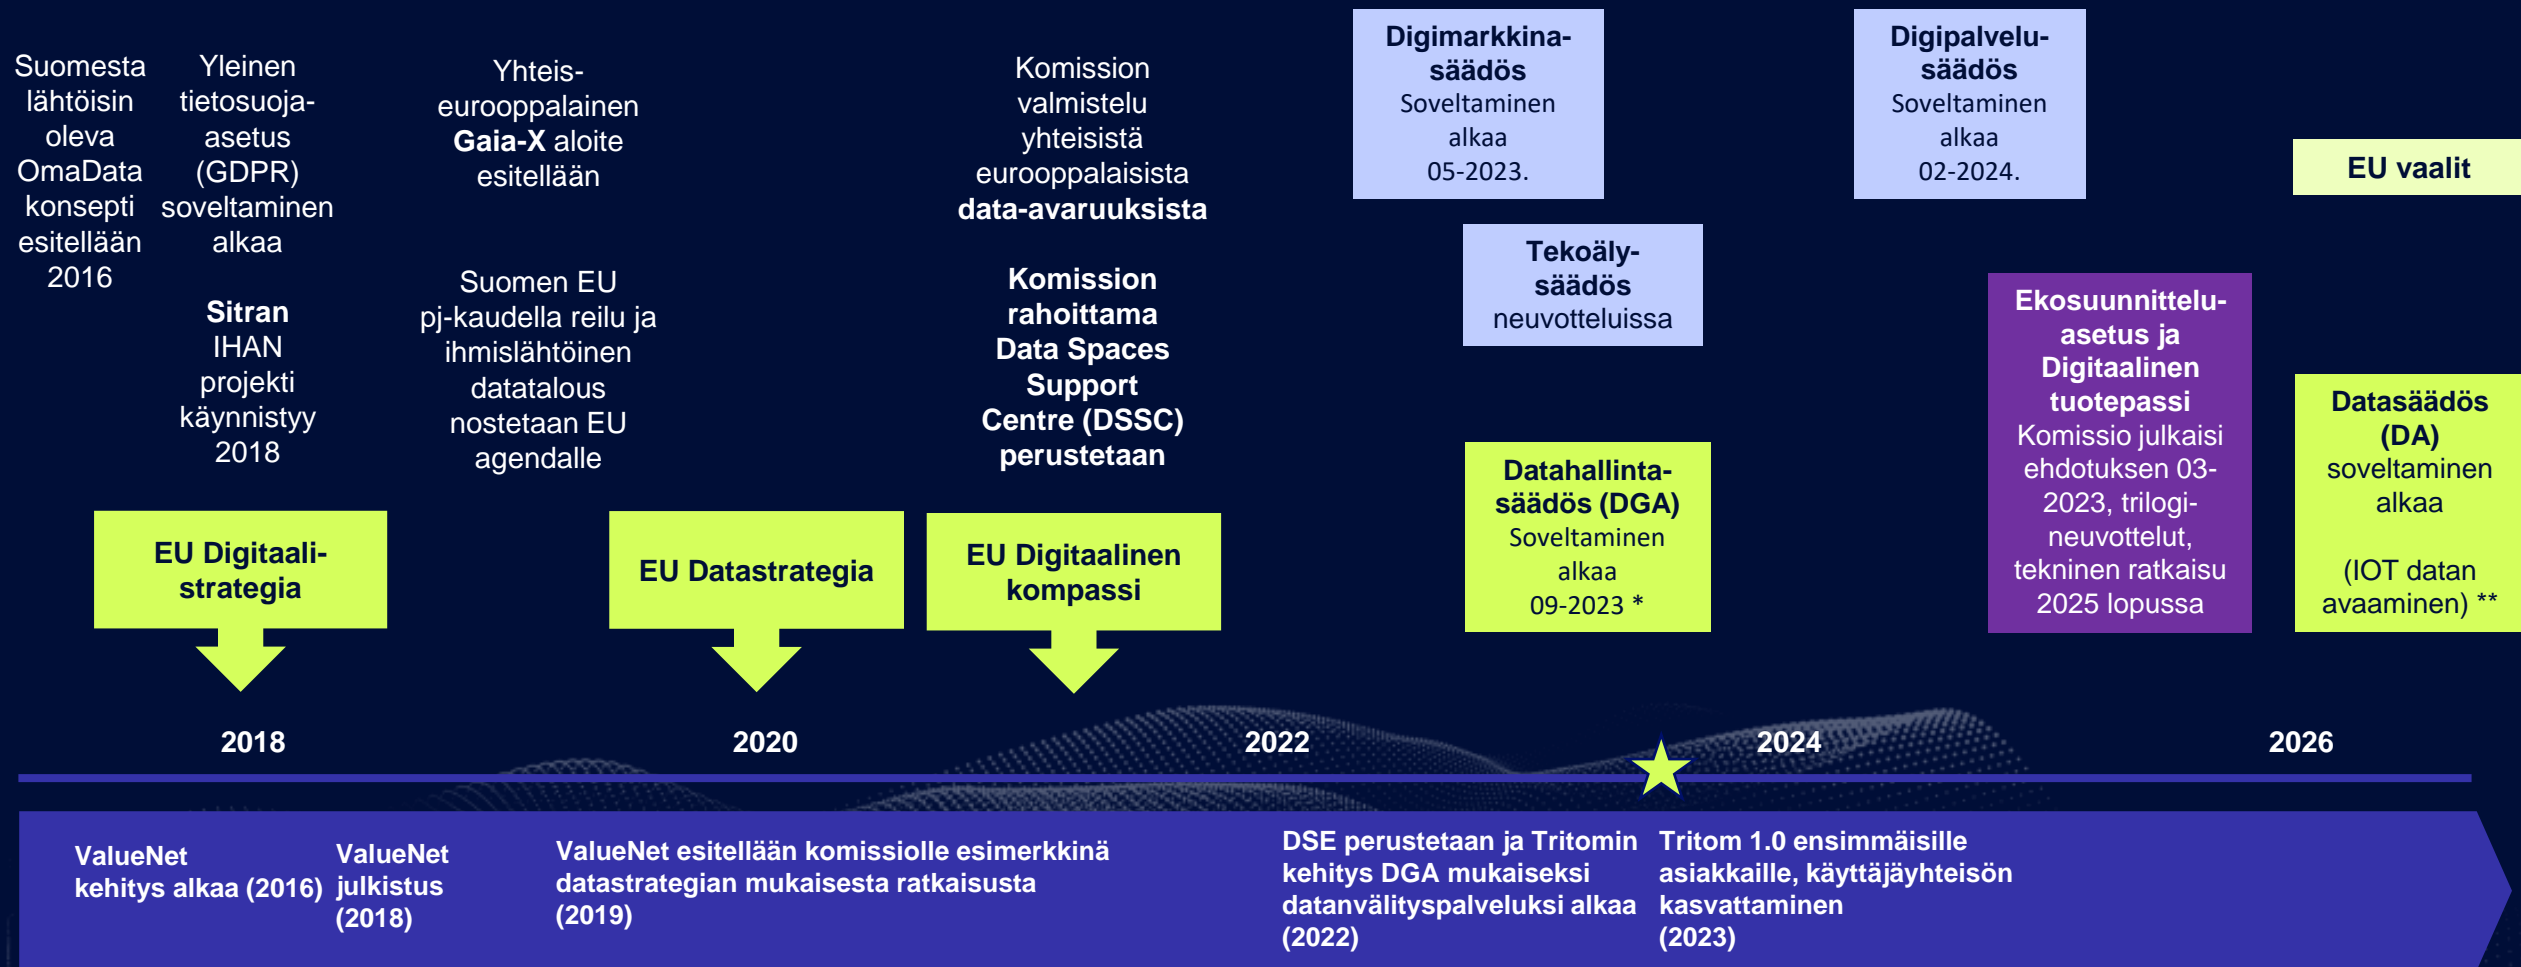 Suomesta
lähtöisin
oleva
OmaData
konsepti
esitellään
2016
Yleinen
tietosuoja-
asetus
(GDPR)
soveltaminen
alkaa
Sitran
IHAN
projekti
käynnistyy
2018
Yhteis-
eurooppalainen
Gaia-X aloite
esitellään
Suomen EU
pj-kaudella reilu ja
ihmislähtöinen
datatalous
nostetaan EU
agendalle
Komission
valmistelu
yhteisistä
eurooppalaisista
data-avaruuksista
Komission
rahoittama
Data Spaces
Support
Centre (DSSC)
perustetaan
Digimarkkina-
säädös
Soveltaminen
alkaa
05-2023.
Tekoäly-
säädös
neuvotteluissa
Datahallinta-
säädös (DGA)
Soveltaminen
alkaa
09-2023 *
Digipalvelu-
säädös
Soveltaminen
alkaa
02-2024.
Ekosuunnittelu-
asetus ja
Digitaalinen
tuotepassi
Komissio julkaisi
ehdotuksen 03-
2023, trilogi-
neuvottelut,
tekninen ratkaisu
2025 lopussa
EU vaalit
Datasäädös
(DA)
soveltaminen
alkaa
(IOT datan
avaaminen) **
EU Digitaali-
strategia
EU Datastrategia
EU Digitaalinen
kompassi
2018
2020
2022
2024
2026
ValueNet
kehitys alkaa (2016)
ValueNet
julkistus
(2018)
ValueNet esitellään komissiolle esimerkkinä
datastrategian mukaisesta ratkaisusta
(2019)
DSE perustetaan ja Tritomin
kehitys DGA mukaiseksi
datanvälityspalveluksi alkaa
(2022)
Tritom 1.0 ensimmäisille
asiakkaille, käyttäjäyhteisön
kasvattaminen
(2023)